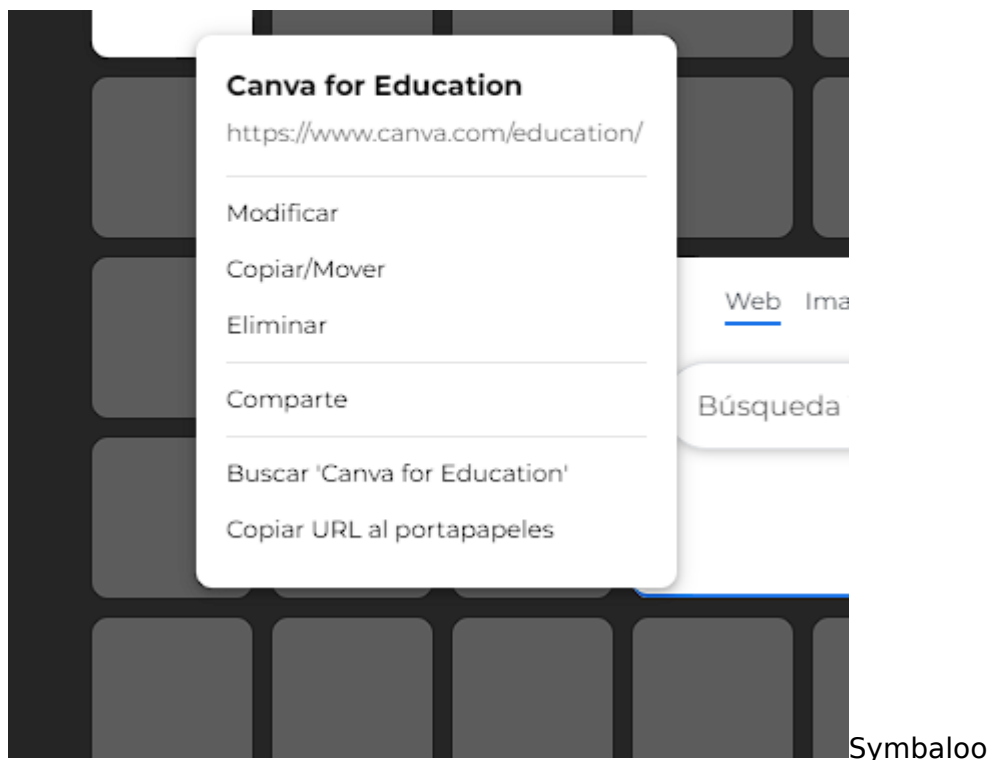 Canva for Education
https://www.canva.com/education/
Modificar
Copiar/Mover
Eliminar
Comparte
Buscar 'Canva for Education'
Copiar URL al portapapeles
Web Ima
Búsqueda
Symbaloo